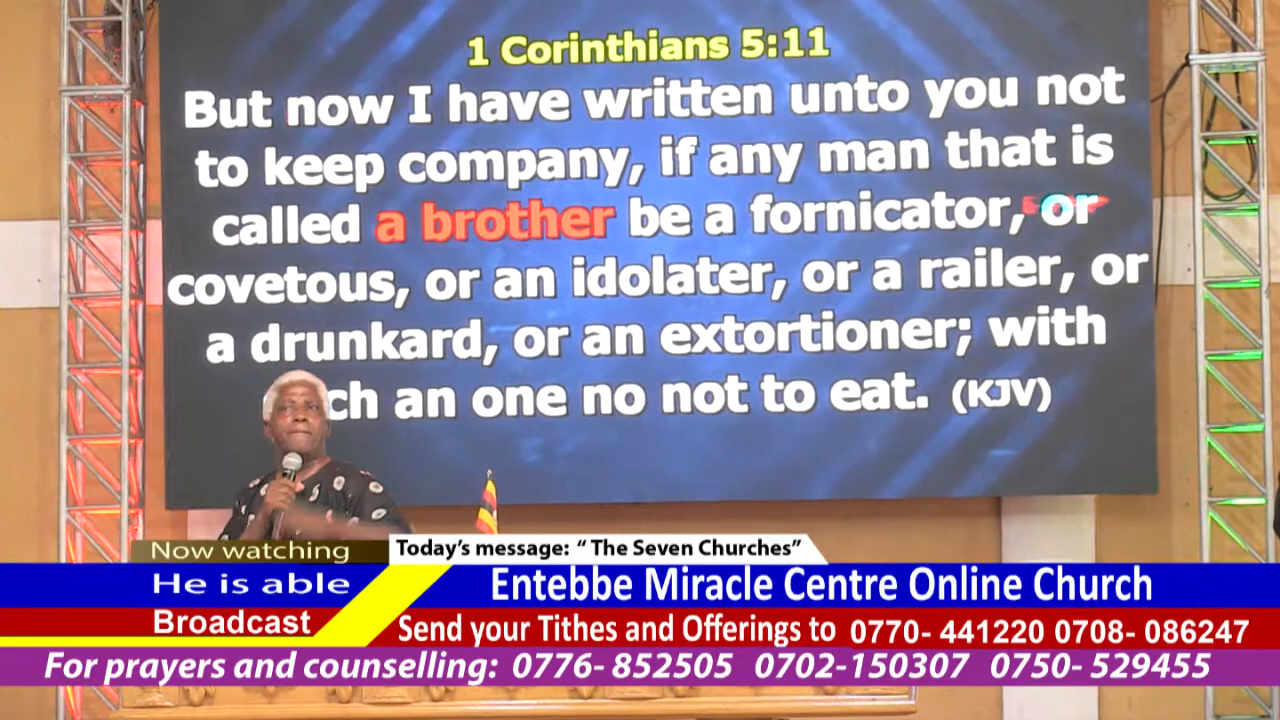 1 Corinthians 5:11
But now I have written unto you not
to keep company, if any man that is
called a brother be a fornicator, or
covetous, or an idolater, or a railer, or
a drunkard, or an extortioner; with
ch an one no not to eat. (KJV)
Now watching
Today's message: “ The Seven Churches”
He is able
Entebbe Miracle Centre Online Church
Broadcast
Send your Tithes and Offerings to 0770- 441220 0708- 086247
For prayers and counselling: 0776- 852505 0702-150307 0750- 529455